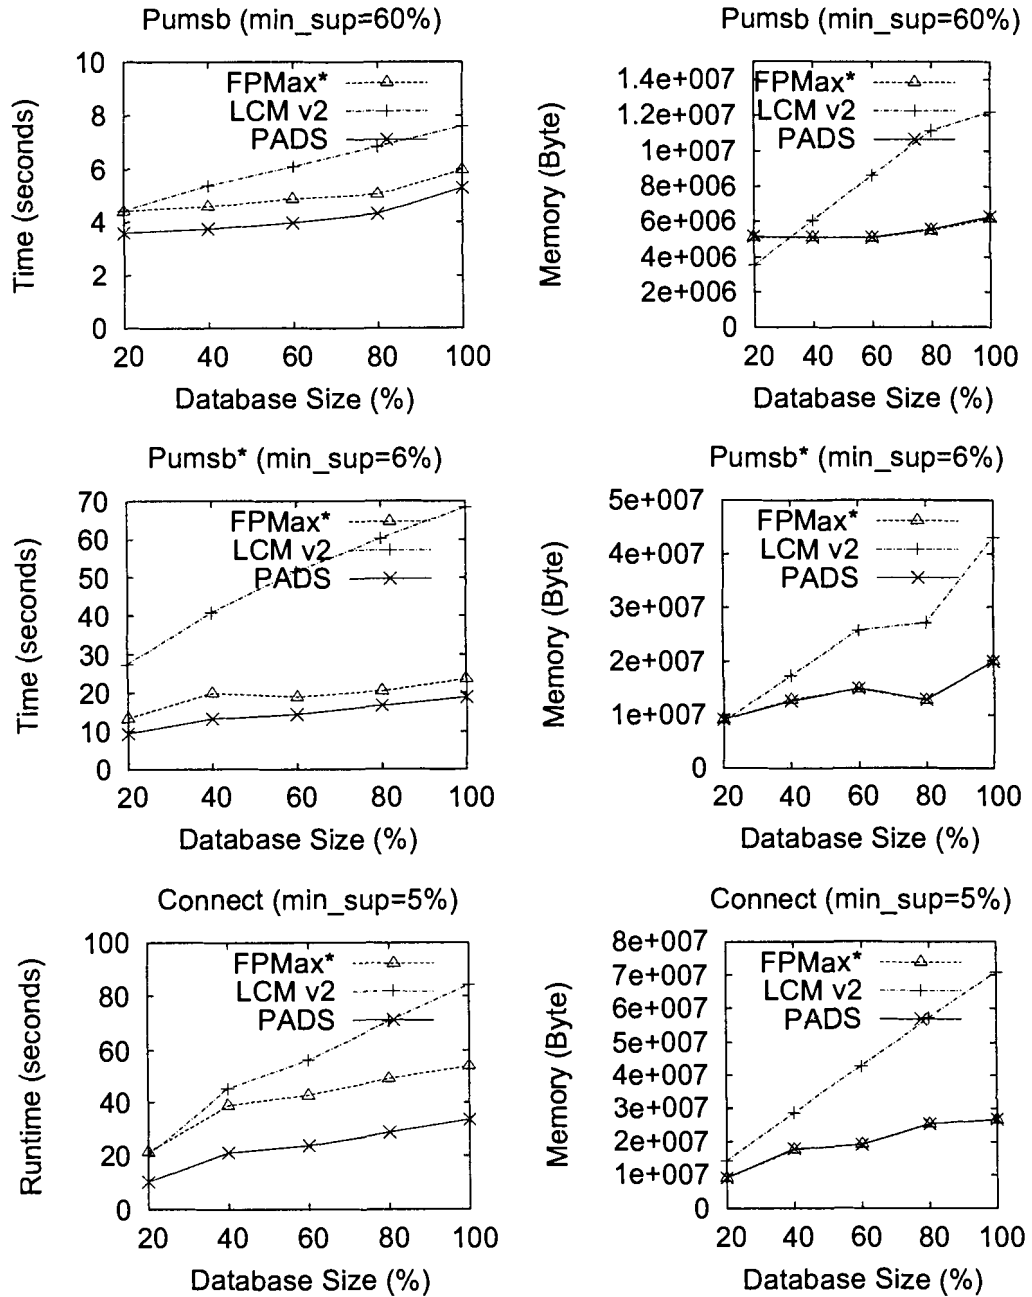 Pumsb (min_sup=60%)
10
8
6
4
2
0
FPMax*
LCM v2
PADS
Time (seconds)
20 40 60 80 100
Database Size (%)
Pumsb (min_sup=60%)
1.4e+007
1.2e+007
1e+007
8e+006
6e+006
4e+006
2e+006
0
FPMax*
LCM v2
PADS
Memory (Byte)
20 40 60 80 100
Database Size (%)
Pumsb* (min_sup=6%)
70
60
50
40
30
20
10
0
FPMax*
LCM v2
PADS
Time (seconds)
20 40 60 80 100
Database Size (%)
Pumsb* (min_sup=6%)
5e+007
4e+007
3e+007
2e+007
1e+007
0
FPMax*
LCM v2
PADS
Memory (Byte)
20 40 60 80 100
Database Size (%)
Connect (min_sup=5%)
100
80
60
40
20
0
FPMax*
LCM v2
PADS
Runtime (seconds)
20 40 60 80 100
Database Size (%)
Connect (min_sup=5%)
8e+007
7e+007
6e+007
5e+007
4e+007
3e+007
2e+007
1e+007
0
FPMax*
LCM v2
PADS
Memory (Byte)
20 40 60 80 100
Database Size (%)